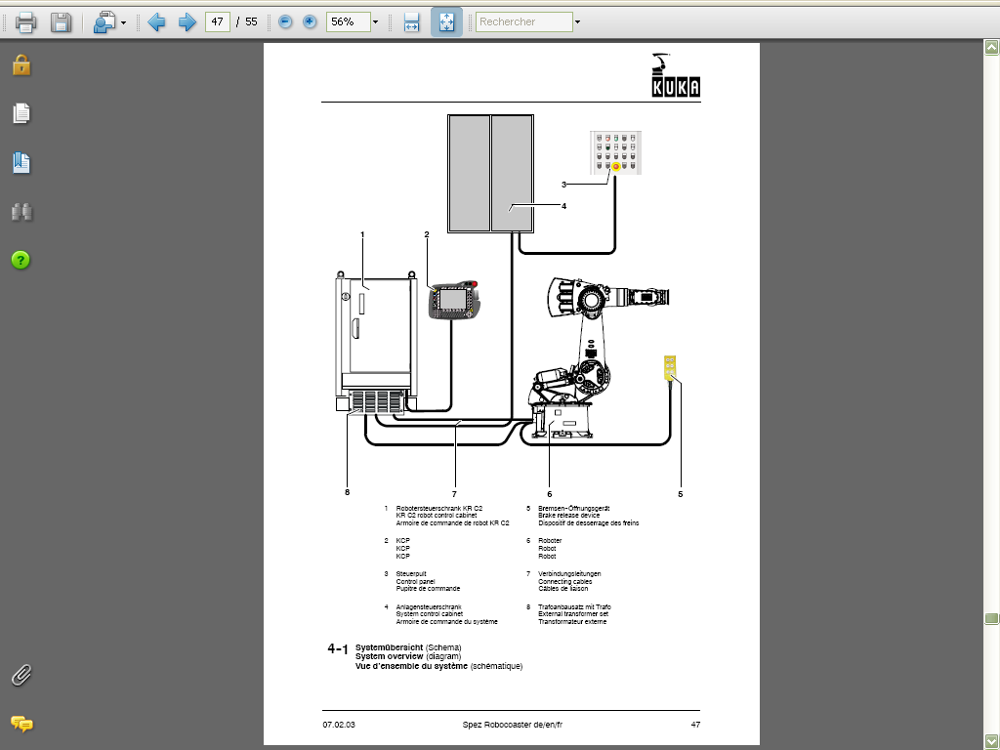 47 / 55
56%
Rechercher
KUKA
3
4
1
2
8
7
6
5
1 Robotersteuerschrank KR C2
KR C2 robot control cabinet
Armoire de commande de robot KR C2
2 KCP
KCP
KCP
3 Steuerpult
Control panel
Pupitre de commande
4 Anlagensteuerschrank
System control cabinet
Armoire de commande du système
5 Bremsen-Öffnungsgerät
Brake release device
Dispositif de desserrage des freins
6 Roboter
Robot
Robot
7 Verbindungsleitungen
Connecting cables
Câbles de liaison
8 Trafoanbausatz mit Trafo
External transformer set
Transformateur externe
4-1 Systemübersicht (Schema)
System overview (diagram)
Vue d'ensemble du système (schématique)
07.02.03 Spez Robocoaster de/en/fr 47